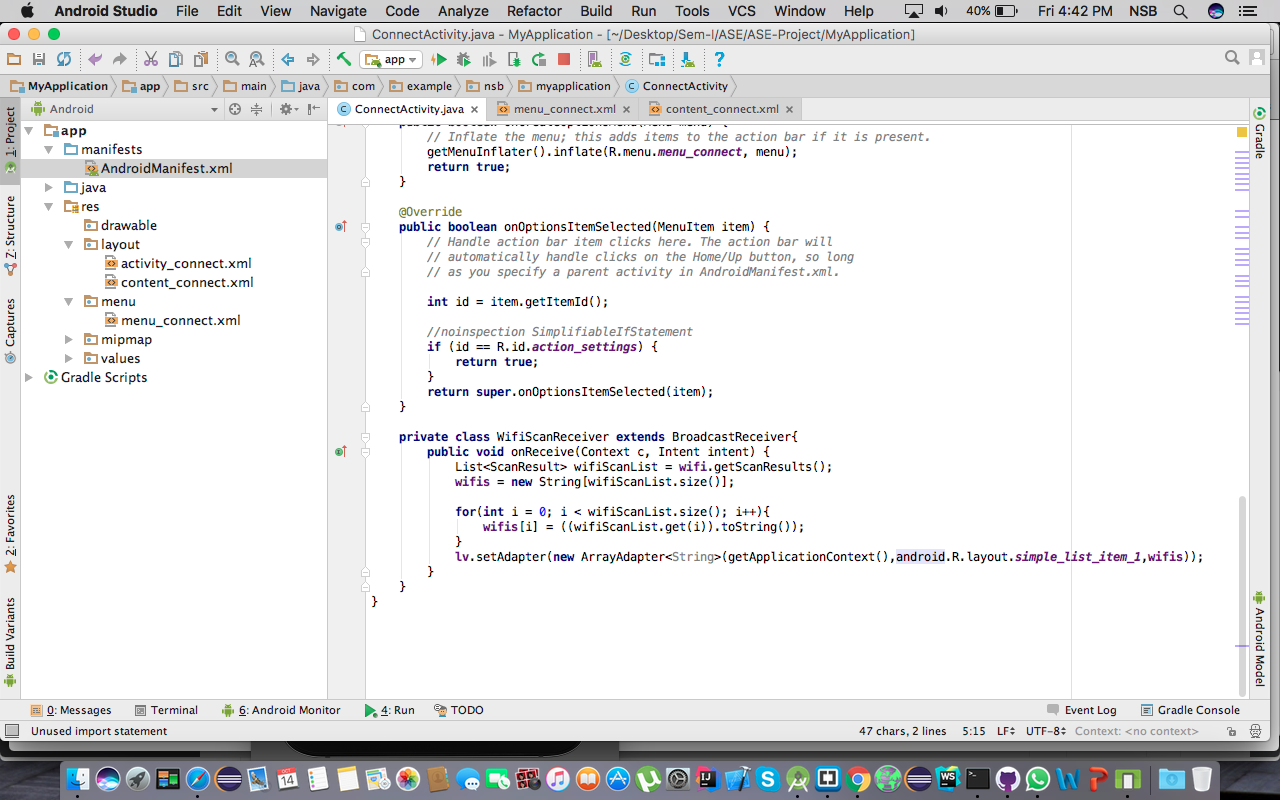 Android Studio File Edit View Navigate Code Analyze Refactor Build Run Tools VCS Window Help 40% Fri 4:42 PM NSB
ConnectActivity.java - MyApplication - [~/Desktop/Sem-I/ASE/ASE-Project/MyApplication]
app
MyApplication app src main java com example nsb myapplication ConnectActivity
Android
ConnectActivity.java menu_connect.xml content_connect.xml
1: Project
Z: Structure
Captures
2: Favorites
Build Variants
app
manifests
AndroidManifest.xml
java
res
drawable
layout
activity_connect.xml
content_connect.xml
menu
menu_connect.xml
mipmap
values
Gradle Scripts
// Inflate the menu; this adds items to the action bar if it is present.
getMenuInflater().inflate(R.menu.menu_connect, menu);
return true;
}
@Override
public boolean onOptionsItemSelected(MenuItem item) {
// Handle action bar item clicks here. The action bar will
// automatically handle clicks on the Home/Up button, so long
// as you specify a parent activity in AndroidManifest.xml.
int id = item.getItemId();
//noinspection SimplifiableIfStatement
if (id == R.id.action_settings) {
return true;
}
return super.onOptionsItemSelected(item);
}
private class WifiScanReceiver extends BroadcastReceiver{
public void onReceive(Context c, Intent intent) {
List<ScanResult> wifiScanList = wifi.getScanResults();
wifis = new String[wifiScanList.size()];
for(int i = 0; i < wifiScanList.size(); i++){
wifis[i] = ((wifiScanList.get(i)).toString());
}
lv.setAdapter(new ArrayAdapter<String>(getApplicationContext(),android.R.layout.simple_list_item_1,wifis));
}
}
}
Gradle
Android Model
0: Messages Terminal 6: Android Monitor 4: Run TODO Event Log Gradle Console
Unused import statement 47 chars, 2 lines 5:15 LF UTF-8 Context: <no context>
OCT
14
WS